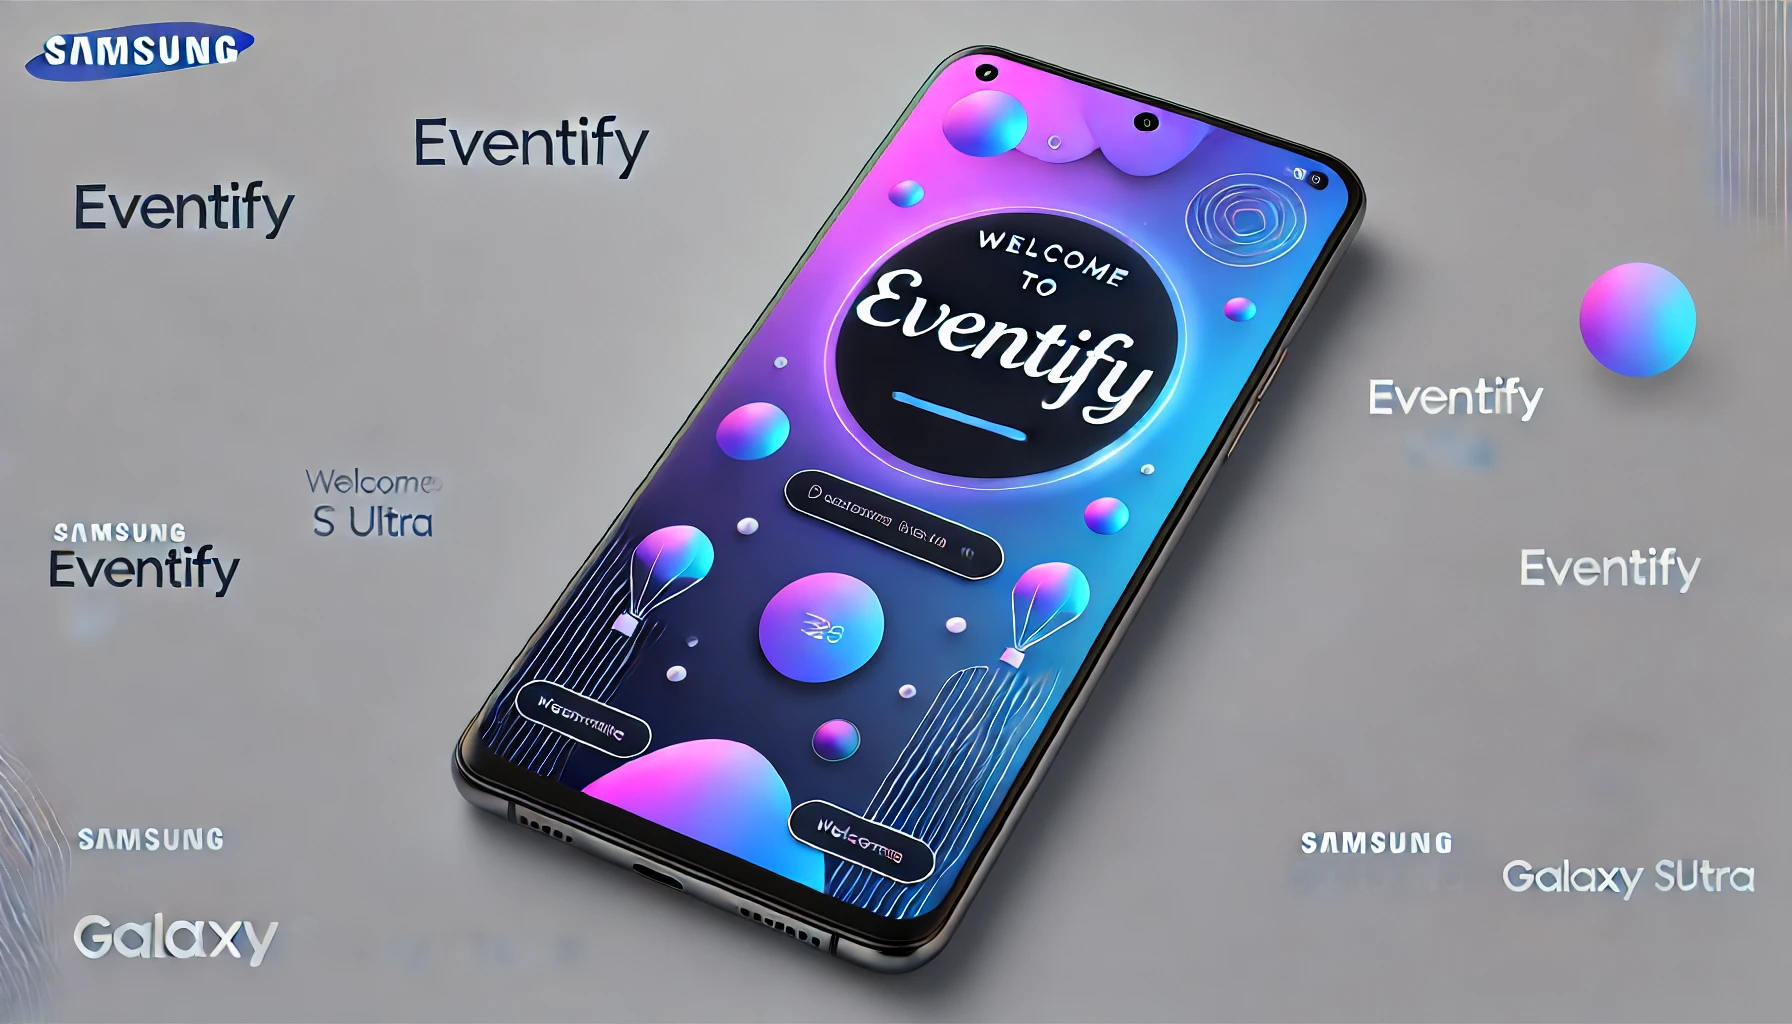 SAMSUNG
Eventify
Eventify
WELCOME
TO
Eventify
Eventify
Welcome
S Ultra
SAMSUNG
Eventify
Eventify
SAMSUNG
Galaxy
SAMSUNG
Galaxy SUtra